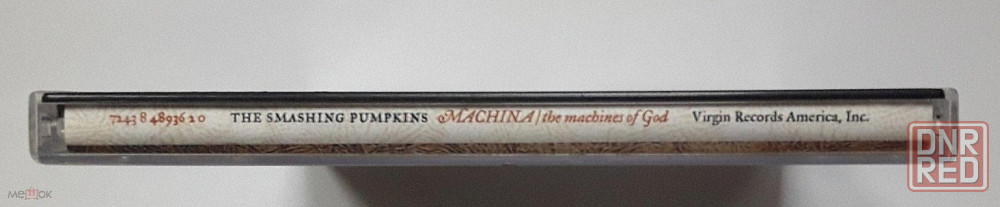 7243 8 48936 2 0 THE SMASHING PUMPKINS MACHINA / the machines of God Virgin Records America, Inc.
DNR
RED
мешок